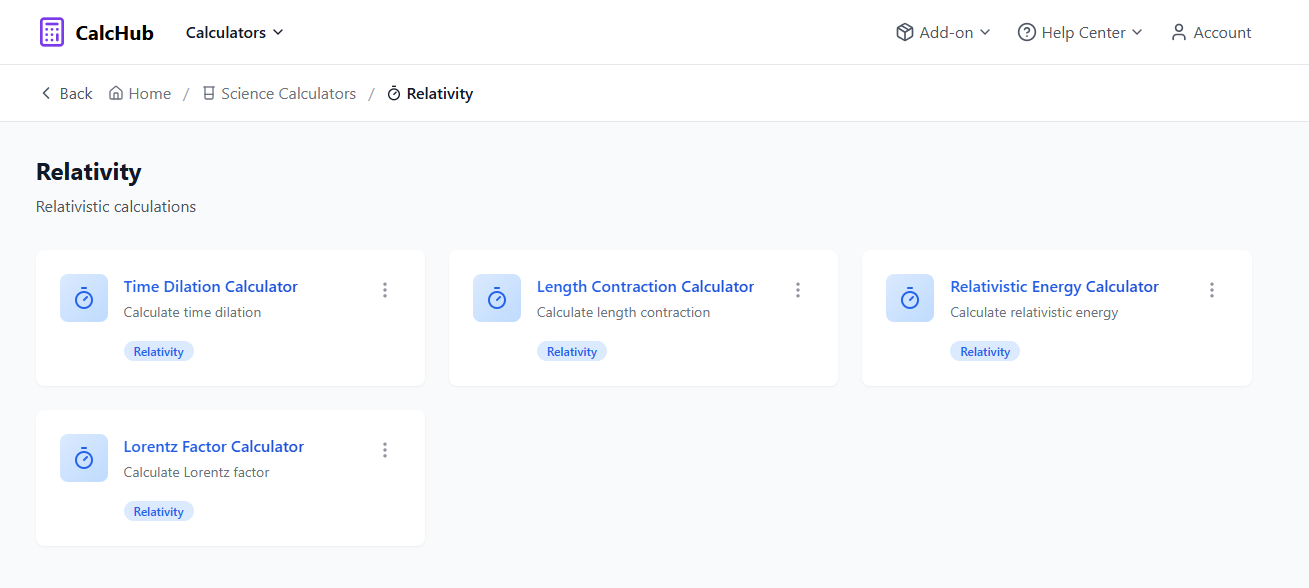 CalcHub Calculators Add-on Help Center Account
Back Home / Science Calculators / Relativity
Relativity
Relativistic calculations
Time Dilation Calculator
Calculate time dilation
Relativity
Length Contraction Calculator
Calculate length contraction
Relativity
Relativistic Energy Calculator
Calculate relativistic energy
Relativity
Lorentz Factor Calculator
Calculate Lorentz factor
Relativity